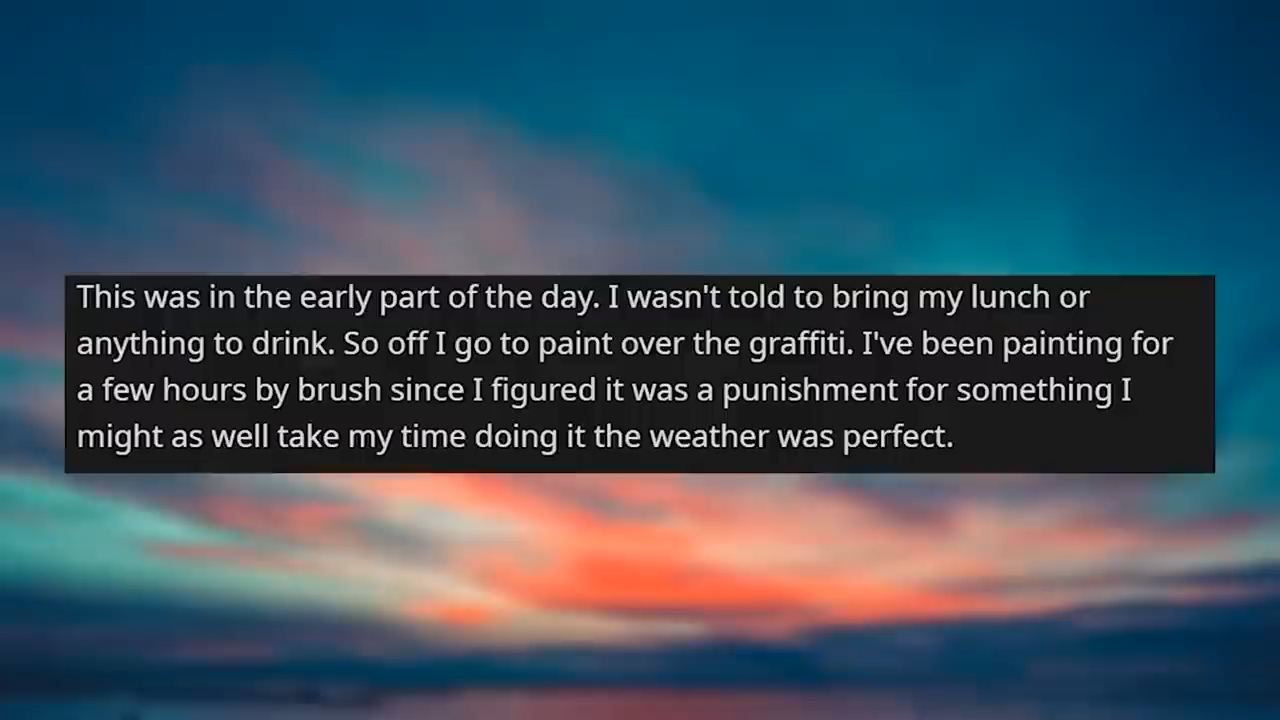 This was in the early part of the day. I wasn't told to bring my lunch or
anything to drink. So off I go to paint over the graffiti. I've been painting for
a few hours by brush since I figured it was a punishment for something I
might as well take my time doing it the weather was perfect.